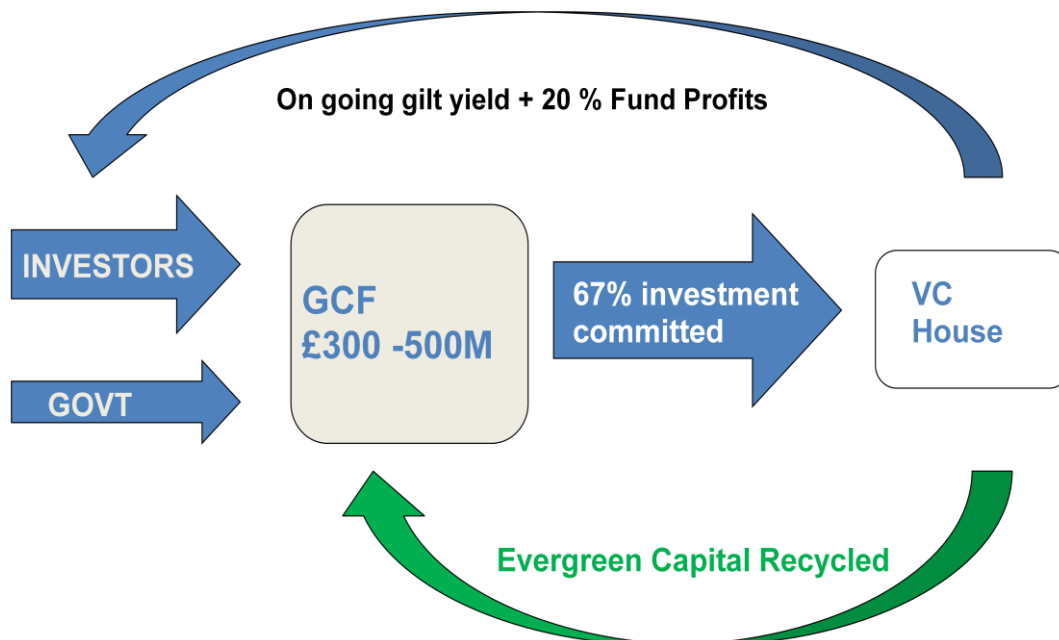 On going gilt yield + 20 % Fund Profits
INVESTORS
GOVT
GCF
£300 -500M
67% investment
committed
VC
House
Evergreen Capital Recycled